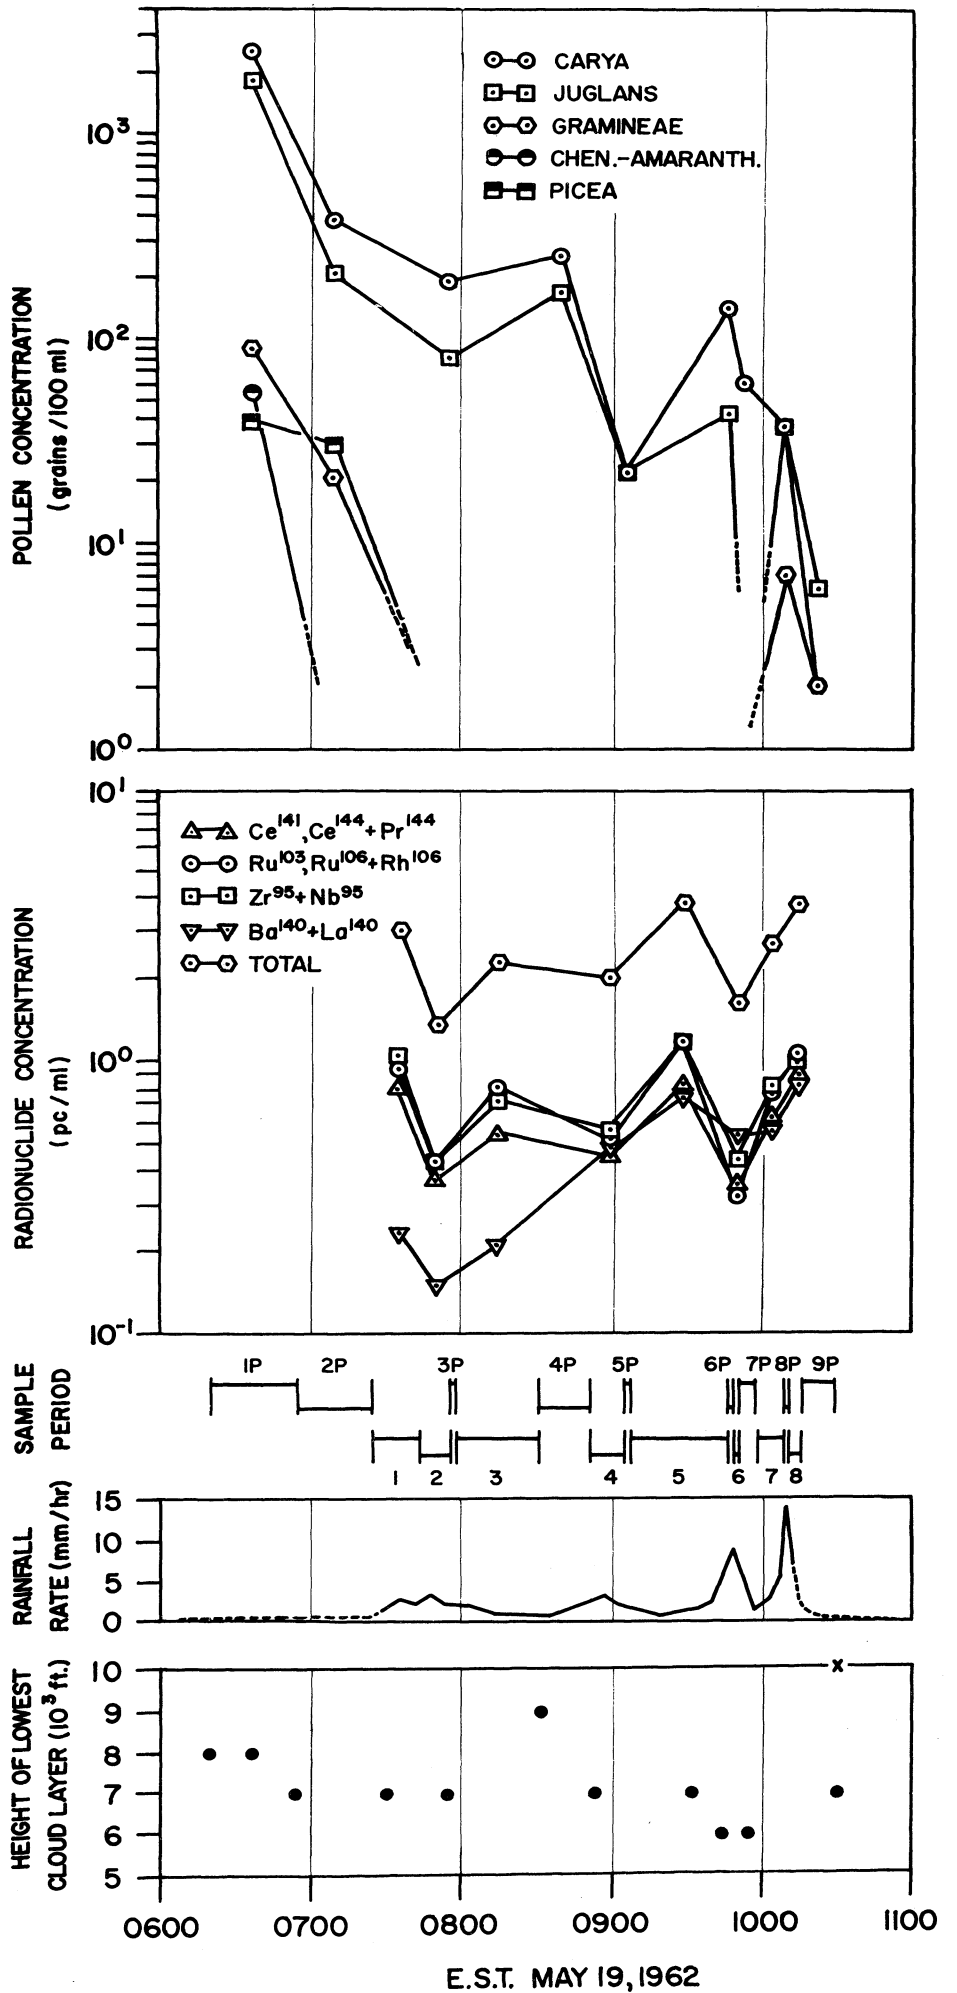 CARYA
JUGLANS
GRAMINEAE
CHEN.-AMARANTH.
PICEA
POLLEN CONCENTRATION
(grains/100ml)
10³
10²
10¹
10⁰
10¹
10⁰
10⁻¹
RADIONUCLIDE CONCENTRATION
(pc/ml)
Ce¹⁴¹,Ce¹⁴⁴+Pr¹⁴⁴
Ru¹⁰³,Ru¹⁰⁶+Rh¹⁰⁶
Zr⁹⁵+Nb⁹⁵
Ba¹⁴⁰+La¹⁴⁰
TOTAL
SAMPLE
PERIOD
1P 2P 3P 4P 5P 6P 7P 8P 9P
1 2 3 4 5 6 7 8
RAINFALL
RATE (mm/hr)
15
10
5
0
HEIGHT OF LOWEST
CLOUD LAYER (10³ft.)
10
9
8
7
6
5
x
0600 0700 0800 0900 1000 1100
E.S.T. MAY 19,1962